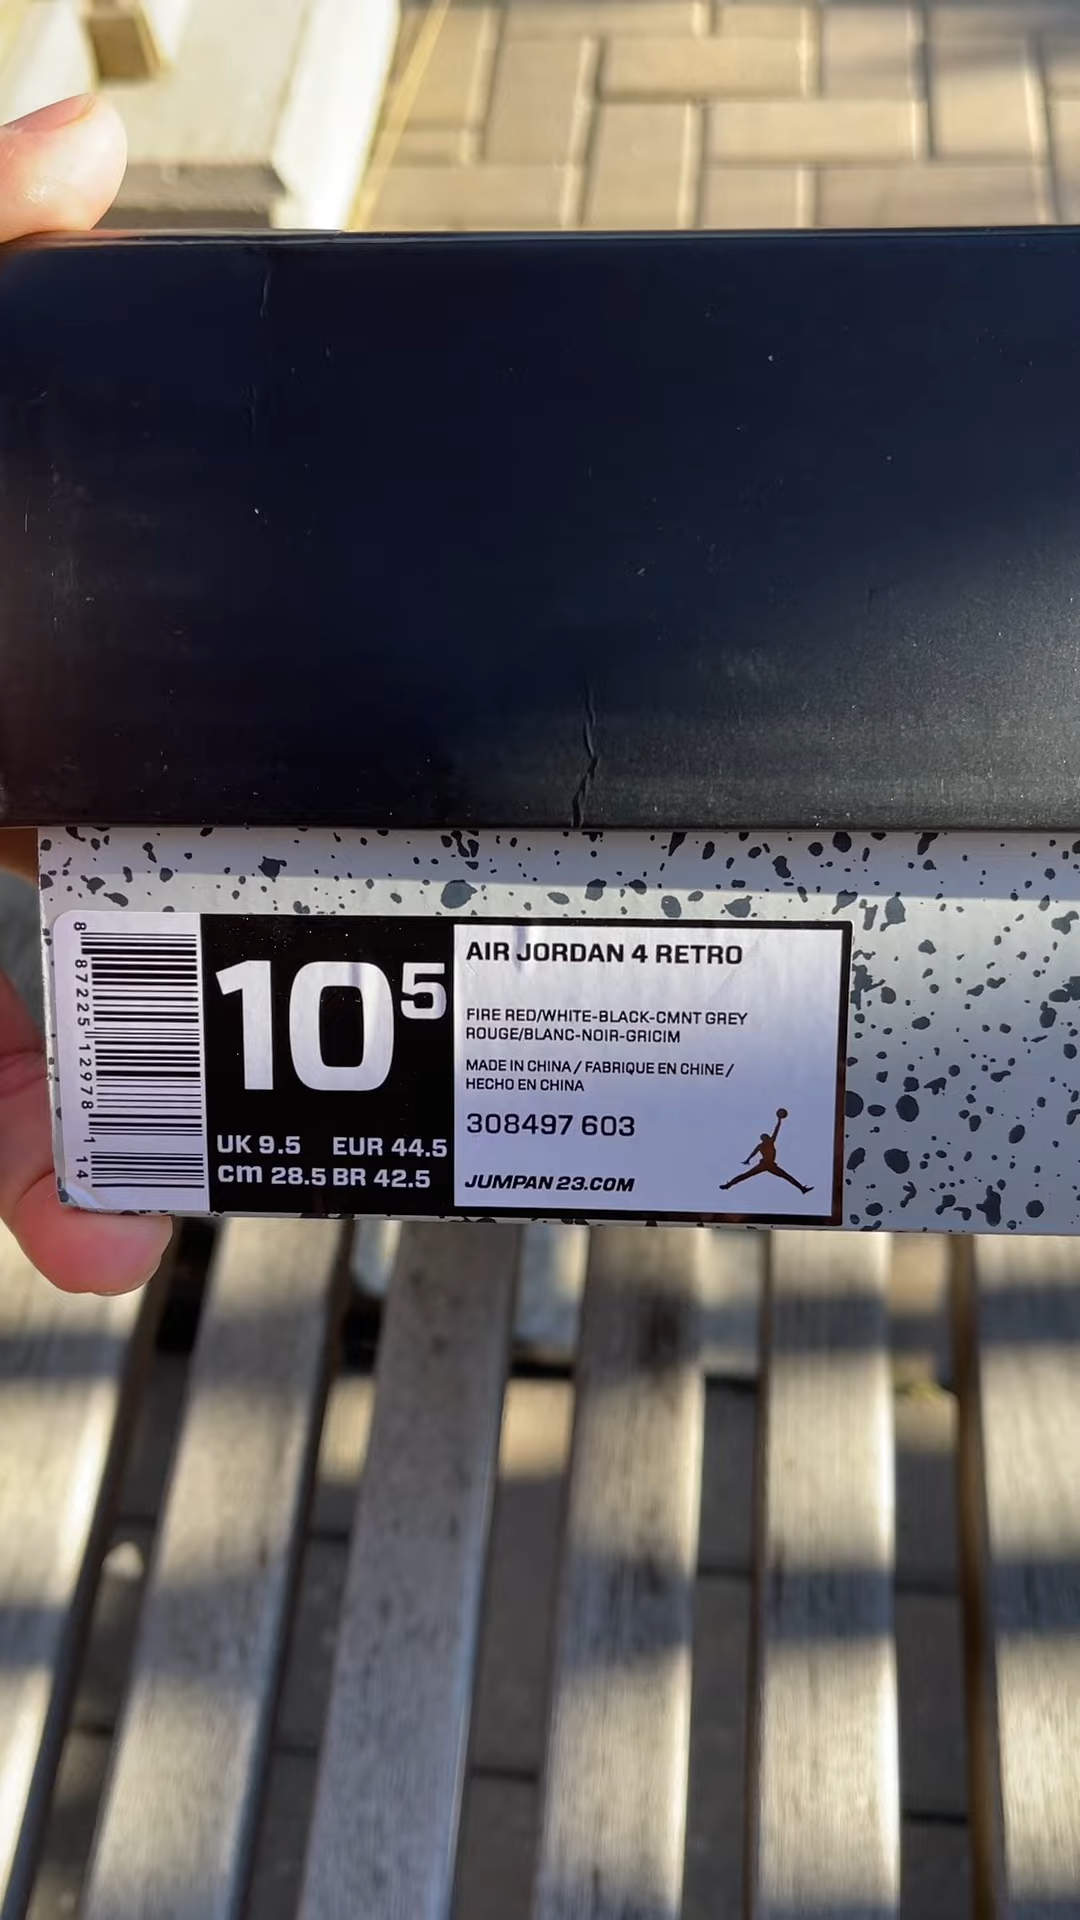 8 87225 12978 1 14
10 5
UK 9.5 EUR 44.5
cm 28.5 BR 42.5
AIR JORDAN 4 RETRO
FIRE RED/WHITE-BLACK-CMNT GREY
ROUGE/BLANC-NOIR-GRICIM
MADE IN CHINA / FABRIQUE EN CHINE /
HECHO EN CHINA
308497 603
JUMPAN 23.COM